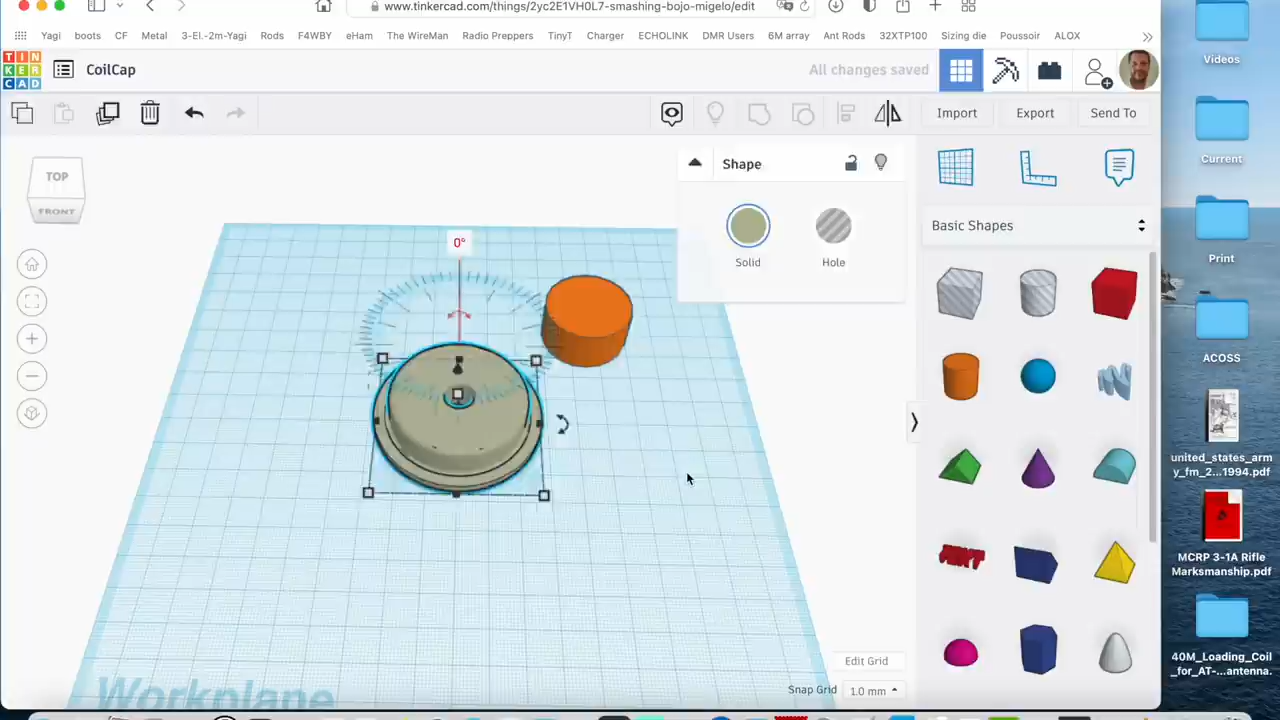 www.tinkercad.com/things/2yc2E1VH0L7-smashing-bojo-migelo/edit
Yagi boots CF Metal 3-El.-2m-Yagi Rods F4WBY eHam The WireMan Radio Preppers TinyT Charger ECHOLINK DMR Users 6M array Ant Rods 32XTP100 Sizing die Poussoir ALOX
TIN
KER
CAD
CoilCap
All changes saved
Import
Export
Send To
TOP
FRONT
Shape
Solid
Hole
0°
Basic Shapes
Workplane
Edit Grid
Snap Grid
1.0 mm
Videos
Current
Print
ACOSS
united_states_arm
y_fm_2...1994.pdf
MCRP 3-1A Rifle
Marksmanship.pdf
40M_Loading_Coil
_for_AT-...antenna.